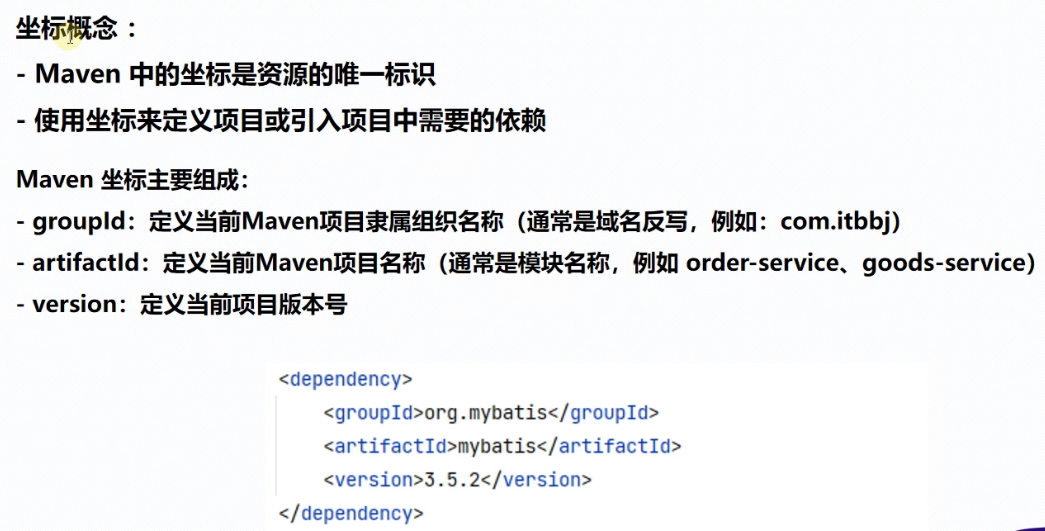 坐标概念 ：
- Maven 中的坐标是资源的唯一标识
- 使用坐标来定义项目或引入项目中需要的依赖
Maven 坐标主要组成：
- groupId：定义当前Maven项目隶属组织名称（通常是域名反写，例如：com.itbbj）
- artifactId：定义当前Maven项目名称（通常是模块名称，例如 order-service、goods-service）
- version：定义当前项目版本号
<dependency>
    <groupId>org.mybatis</groupId>
    <artifactId>mybatis</artifactId>
    <version>3.5.2</version>
</dependency>